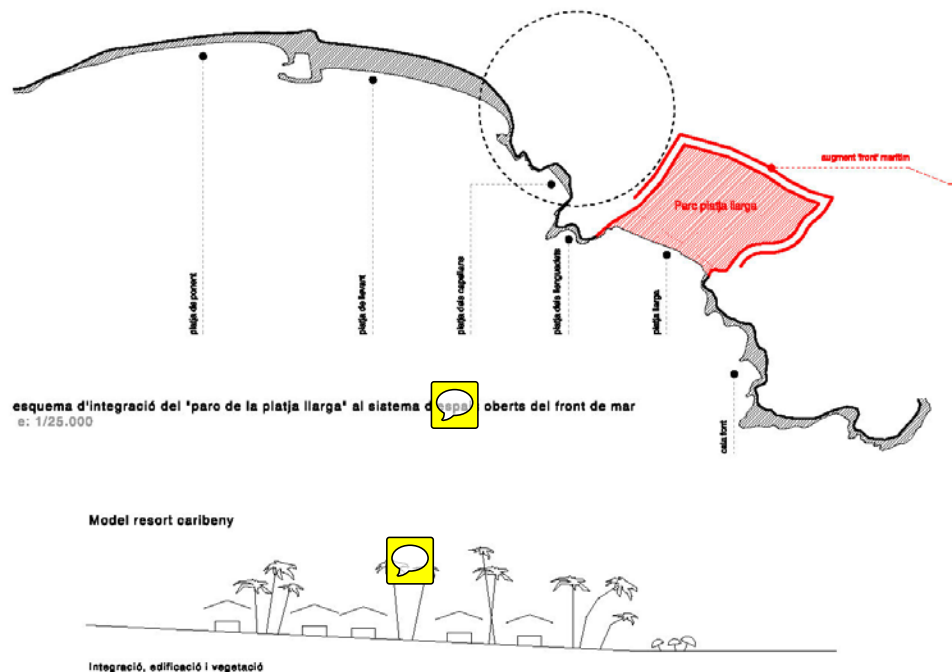 augment 'front' marítim
Parc platja llarga
platja de ponent
platja de llevant
platja dels capellans
platja dels llenguadets
platja llarga
cala font
esquema d'integració del "parc de la platja llarga" al sistema oberts del front de mar
e: 1/25.000
Model resort caribeny
Integració, edificació i vegetació